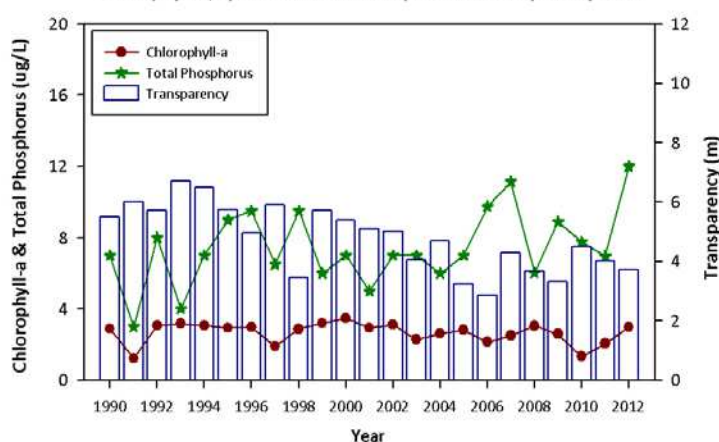 20
16
12
8
4
0
Chlorophyll-a & Total Phosphorus (ug/L)
Chlorophyll-a
Total Phosphorus
Transparency
12
10
8
6
4
2
0
Transparency (m)
1990 1992 1994 1996 1998 2000 2002 2004 2006 2008 2010 2012
Year